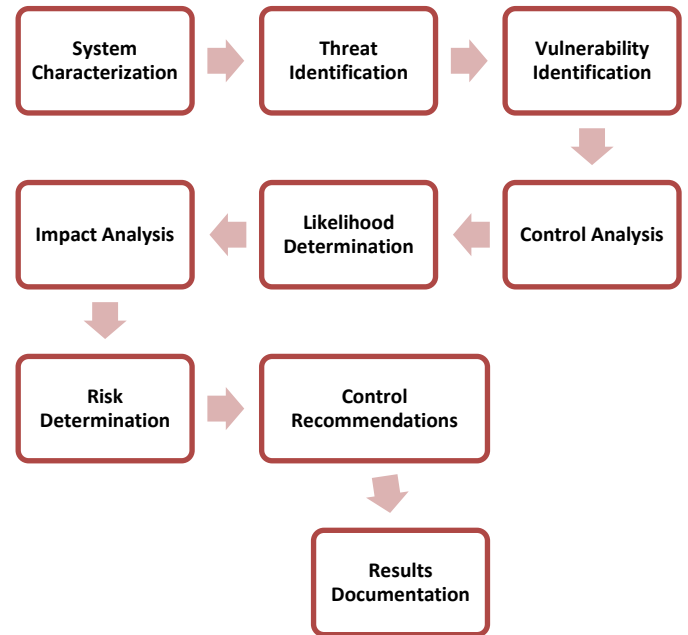 System
Characterization
Threat
Identification
Vulnerability
Identification
Control Analysis
Likelihood
Determination
Impact Analysis
Risk
Determination
Control
Recommendations
Results
Documentation